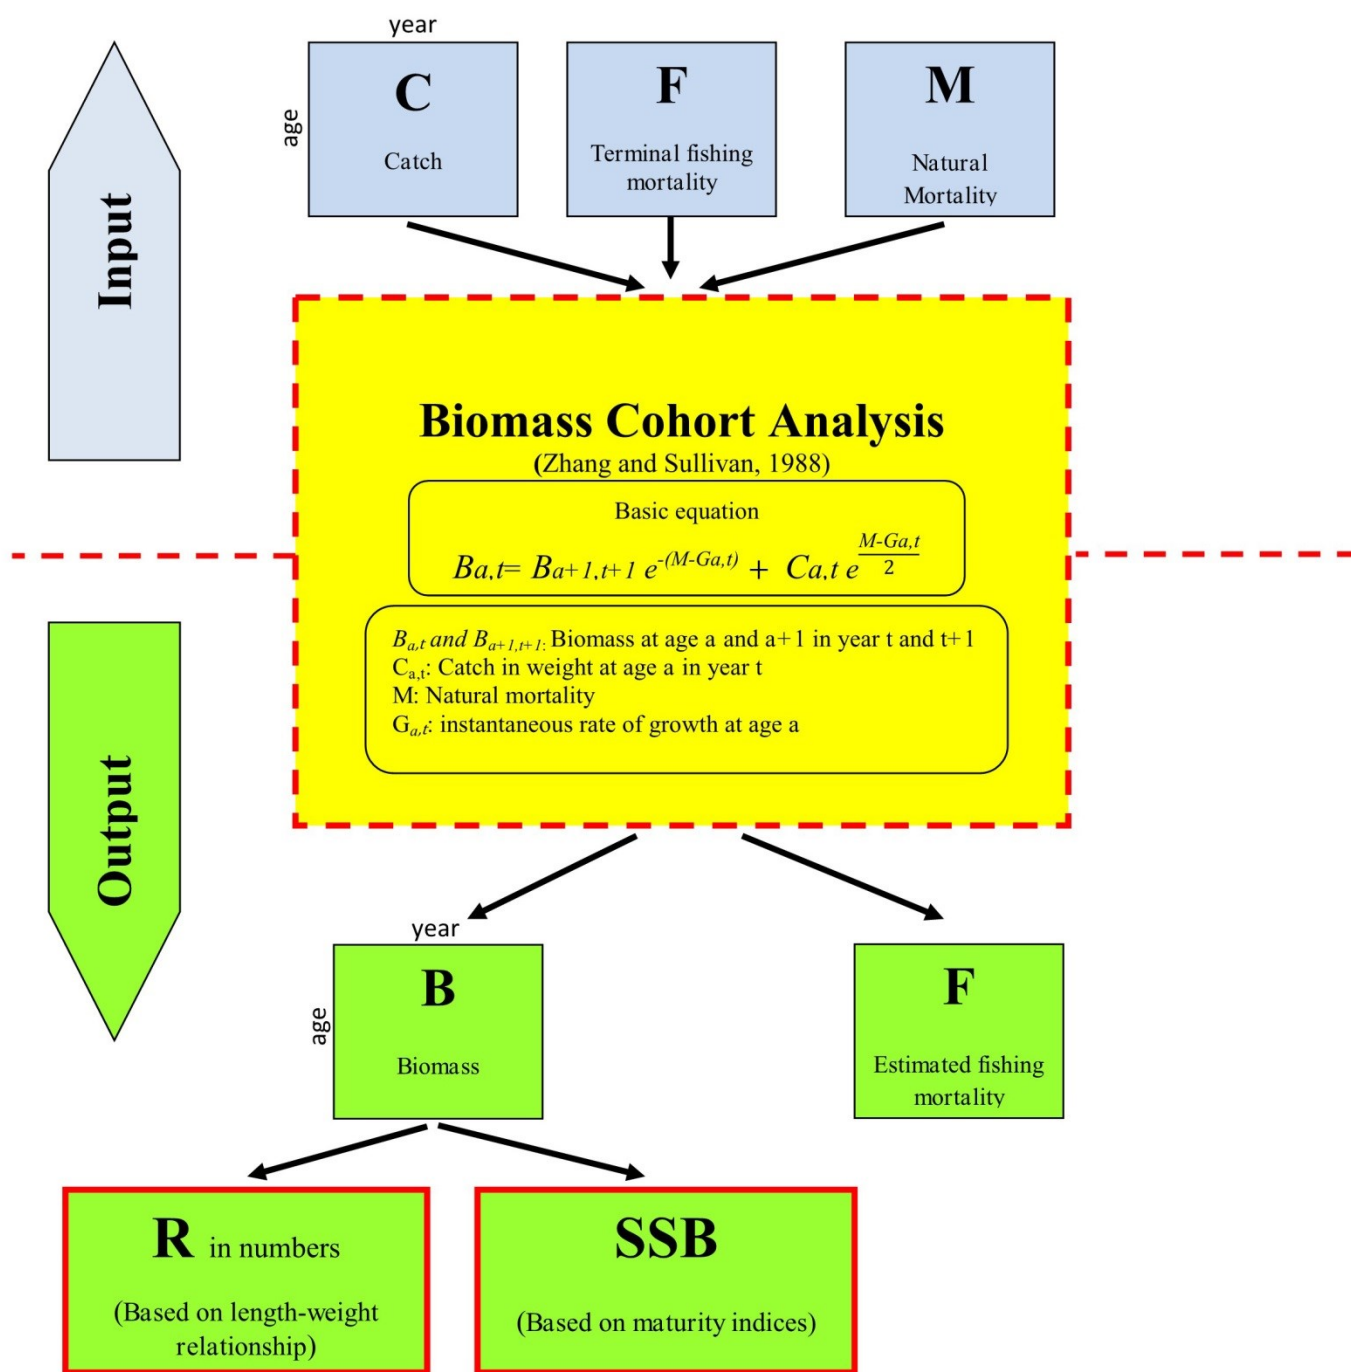 year
age
C
Catch
F
Terminal fishing
mortality
M
Natural
Mortality
Input
Biomass Cohort Analysis
(Zhang and Sullivan, 1988)
Basic equation
Ba,t= Ba+1,t+1 e^-(M-Ga,t) + Ca,t e^(M-Ga,t)/2
Ba,t and Ba+1,t+1: Biomass at age a and a+1 in year t and t+1
Ca,t: Catch in weight at age a in year t
M: Natural mortality
Ga,t: instantaneous rate of growth at age a
Output
year
age
B
Biomass
F
Estimated fishing
mortality
R in numbers
(Based on length-weight
relationship)
SSB
(Based on maturity indices)